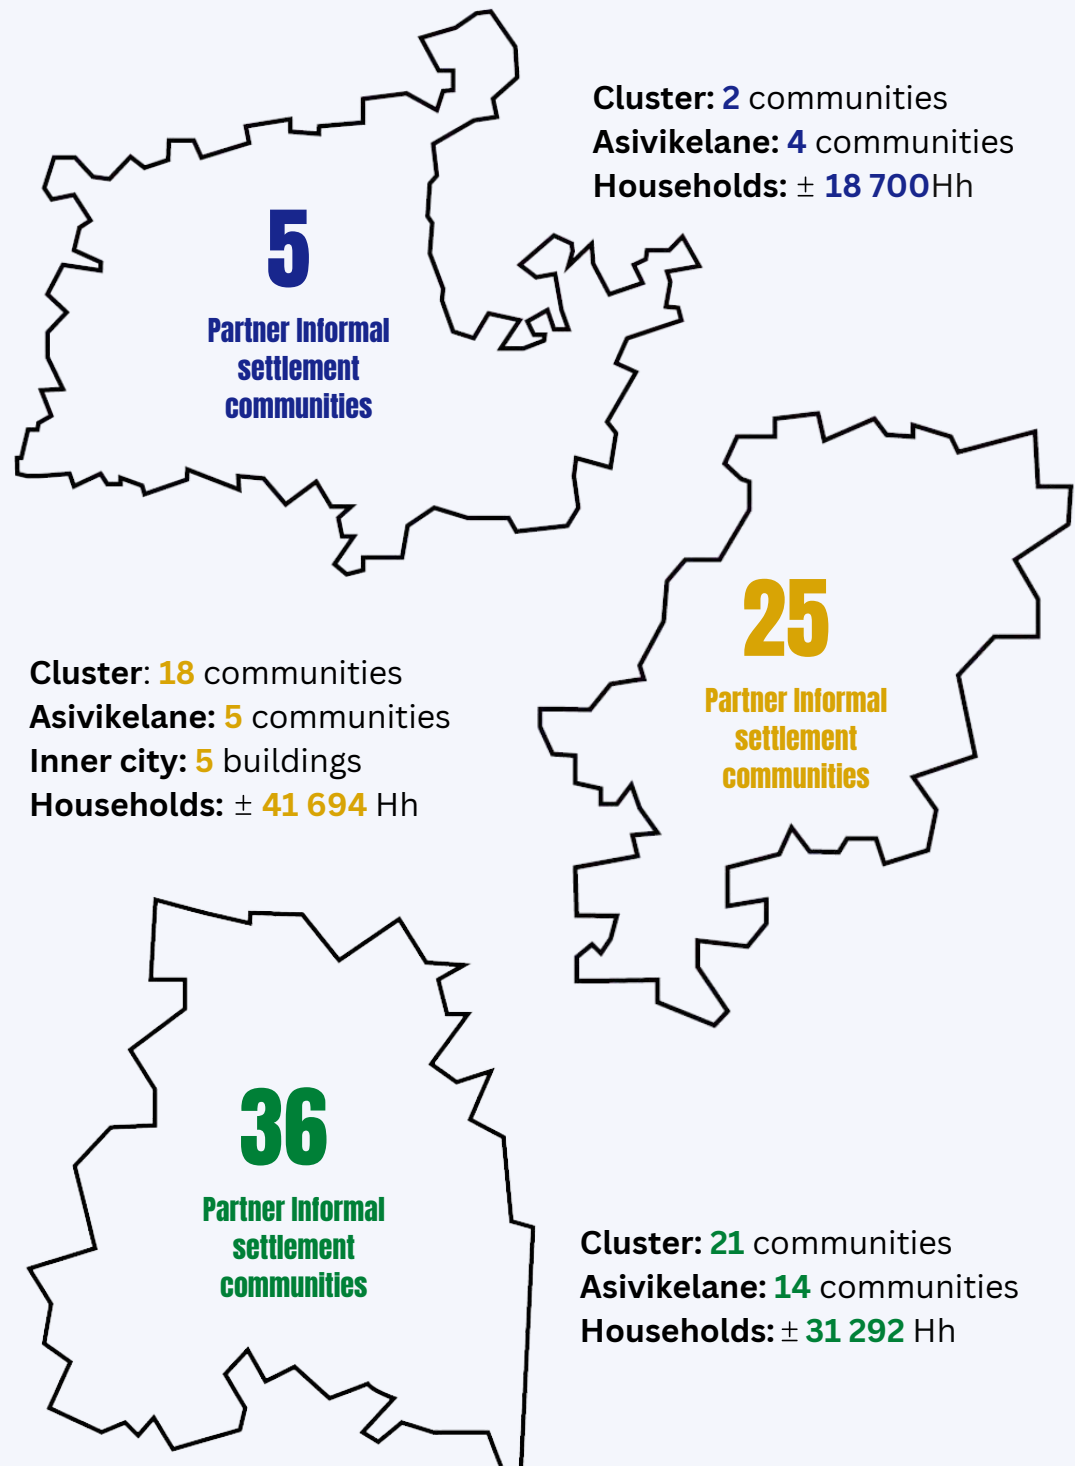 Cluster: 2 communities
Asivikelane: 4 communities
Households: ± 18 700Hh
5
Partner Informal
settlement
communities
25
Partner Informal
settlement
communities
Cluster: 18 communities
Asivikelane: 5 communities
Inner city: 5 buildings
Households: ± 41 694 Hh
36
Partner Informal
settlement
communities
Cluster: 21 communities
Asivikelane: 14 communities
Households: ± 31 292 Hh